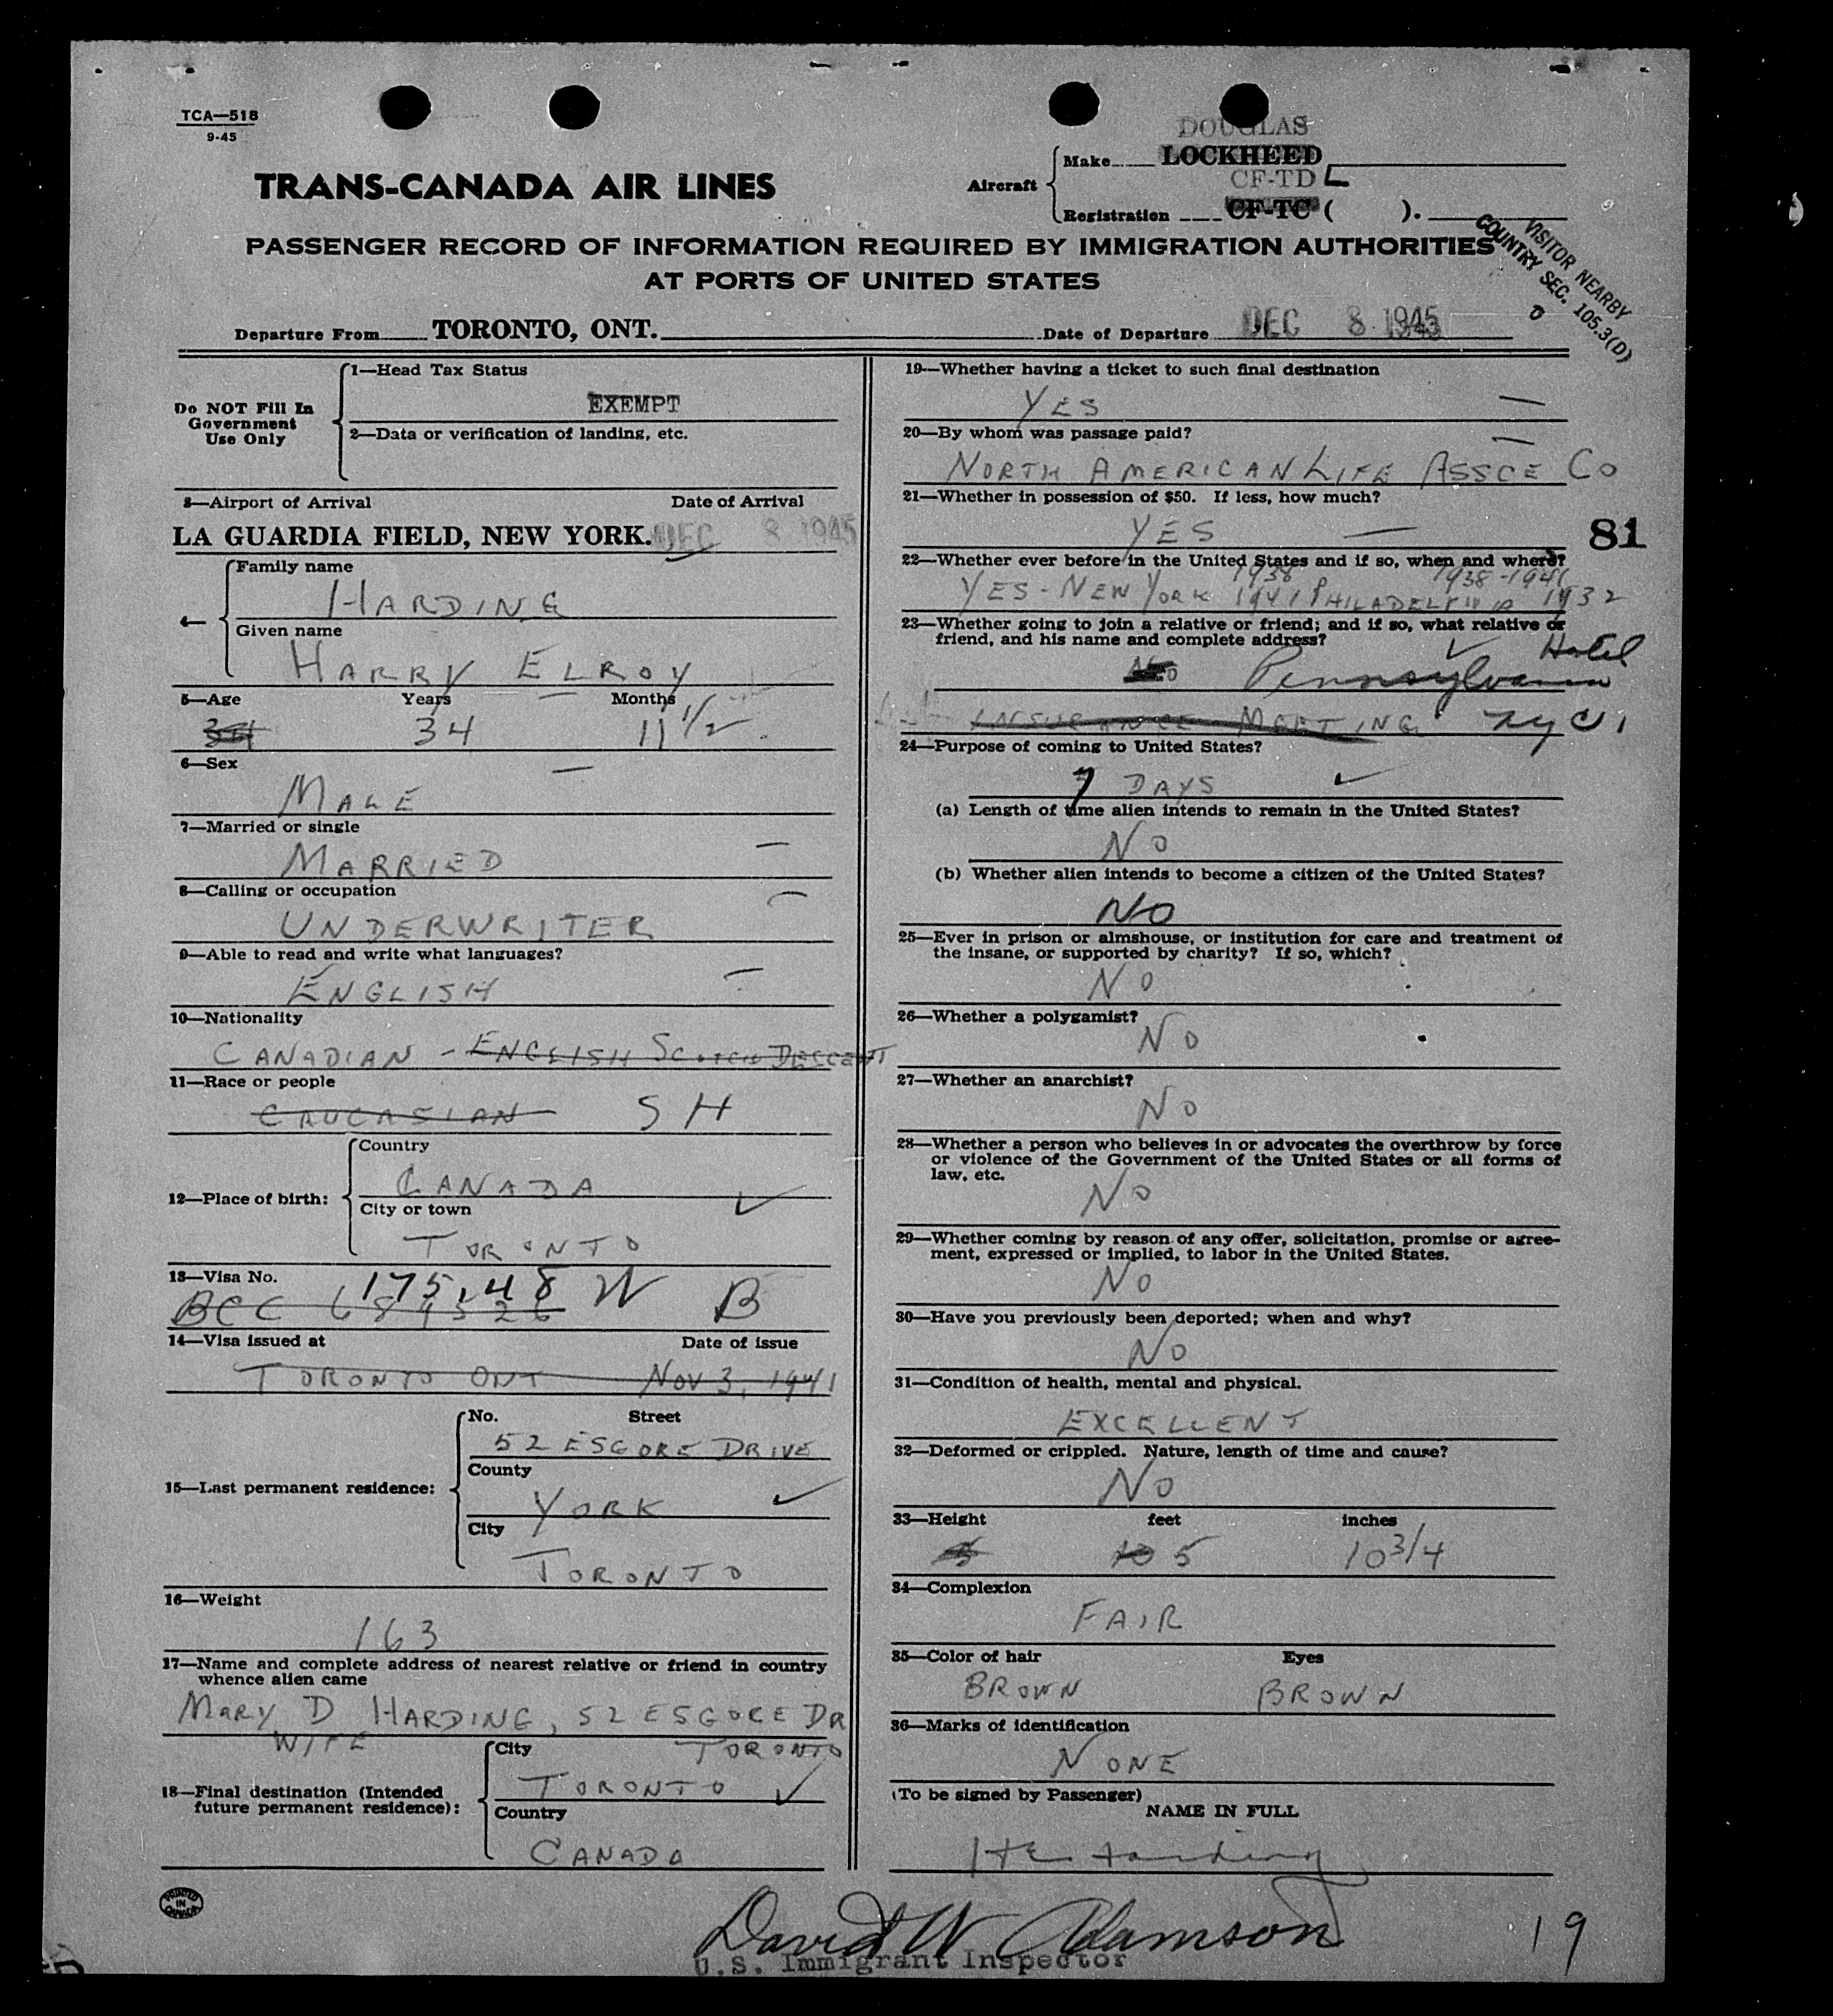 TCA—518
9-45
DOUGLAS
Aircraft Make LOCKHEED
CF-TD L
Registration CF-TC ( ).
TRANS-CANADA AIR LINES
PASSENGER RECORD OF INFORMATION REQUIRED BY IMMIGRATION AUTHORITIES
AT PORTS OF UNITED STATES
VISITOR NEARBY
COUNTRY SEC. 105.3(D)
Departure From TORONTO, ONT. Date of Departure DEC 8 1945
Do NOT Fill In
Government
Use Only
1—Head Tax Status
EXEMPT
2—Data or verification of landing, etc.
3—Airport of Arrival Date of Arrival
LA GUARDIA FIELD, NEW YORK. DEC 8 1945
4—
Family name
HARDING
Given name
HARRY ELROY
5—Age Years Months
34 34 11 1/2
6—Sex
MALE
7—Married or single
MARRIED
8—Calling or occupation
UNDERWRITER
9—Able to read and write what languages?
ENGLISH
10—Nationality
CANADIAN - ENGLISH SCOTCH DESCENT
11—Race or people
CAUCASIAN SH
12—Place of birth:
Country
CANADA
City or town
TORONTO
13—Visa No.
175.48 W B
BCC
14—Visa issued at Date of issue
TORONTO ONT NOV 3, 1941
15—Last permanent residence:
No. Street
52 ESGORE DRIVE
County
YORK
City
TORONTO
16—Weight
163
17—Name and complete address of nearest relative or friend in country
whence alien came
MARY D HARDING, 52 ESGORE DR
WIFE TORONTO
18—Final destination (Intended
future permanent residence):
City
TORONTO
Country
CANADA
PRINTED
IN
CANADA
19—Whether having a ticket to such final destination
YES
20—By whom was passage paid?
NORTH AMERICAN LIFE ASSCE CO
21—Whether in possession of $50. If less, how much?
YES
81
22—Whether ever before in the United States and if so, when and where?
1938 1938-1941
YES - NEW YORK 1941 PHILADELPHIA 1932
23—Whether going to join a relative or friend; and if so, what relative or
friend, and his name and complete address?
Hotel
No Pennsylvania
INSURANCE MEETING NYC
24—Purpose of coming to United States?
7 DAYS
(a) Length of time alien intends to remain in the United States?
NO
(b) Whether alien intends to become a citizen of the United States?
NO
25—Ever in prison or almshouse, or institution for care and treatment of
the insane, or supported by charity? If so, which?
NO
26—Whether a polygamist?
NO
27—Whether an anarchist?
NO
28—Whether a person who believes in or advocates the overthrow by force
or violence of the Government of the United States or all forms of
law, etc.
NO
29—Whether coming by reason of any offer, solicitation, promise or agree-
ment, expressed or implied, to labor in the United States.
NO
30—Have you previously been deported; when and why?
NO
31—Condition of health, mental and physical.
EXCELLENT
32—Deformed or crippled. Nature, length of time and cause?
NO
33—Height feet inches
5 10 5 10 3/4
34—Complexion
FAIR
35—Color of hair Eyes
BROWN BROWN
36—Marks of identification
NONE
(To be signed by Passenger)
NAME IN FULL
HE Harding
David W Adamson
U.S. Immigrant Inspector
19